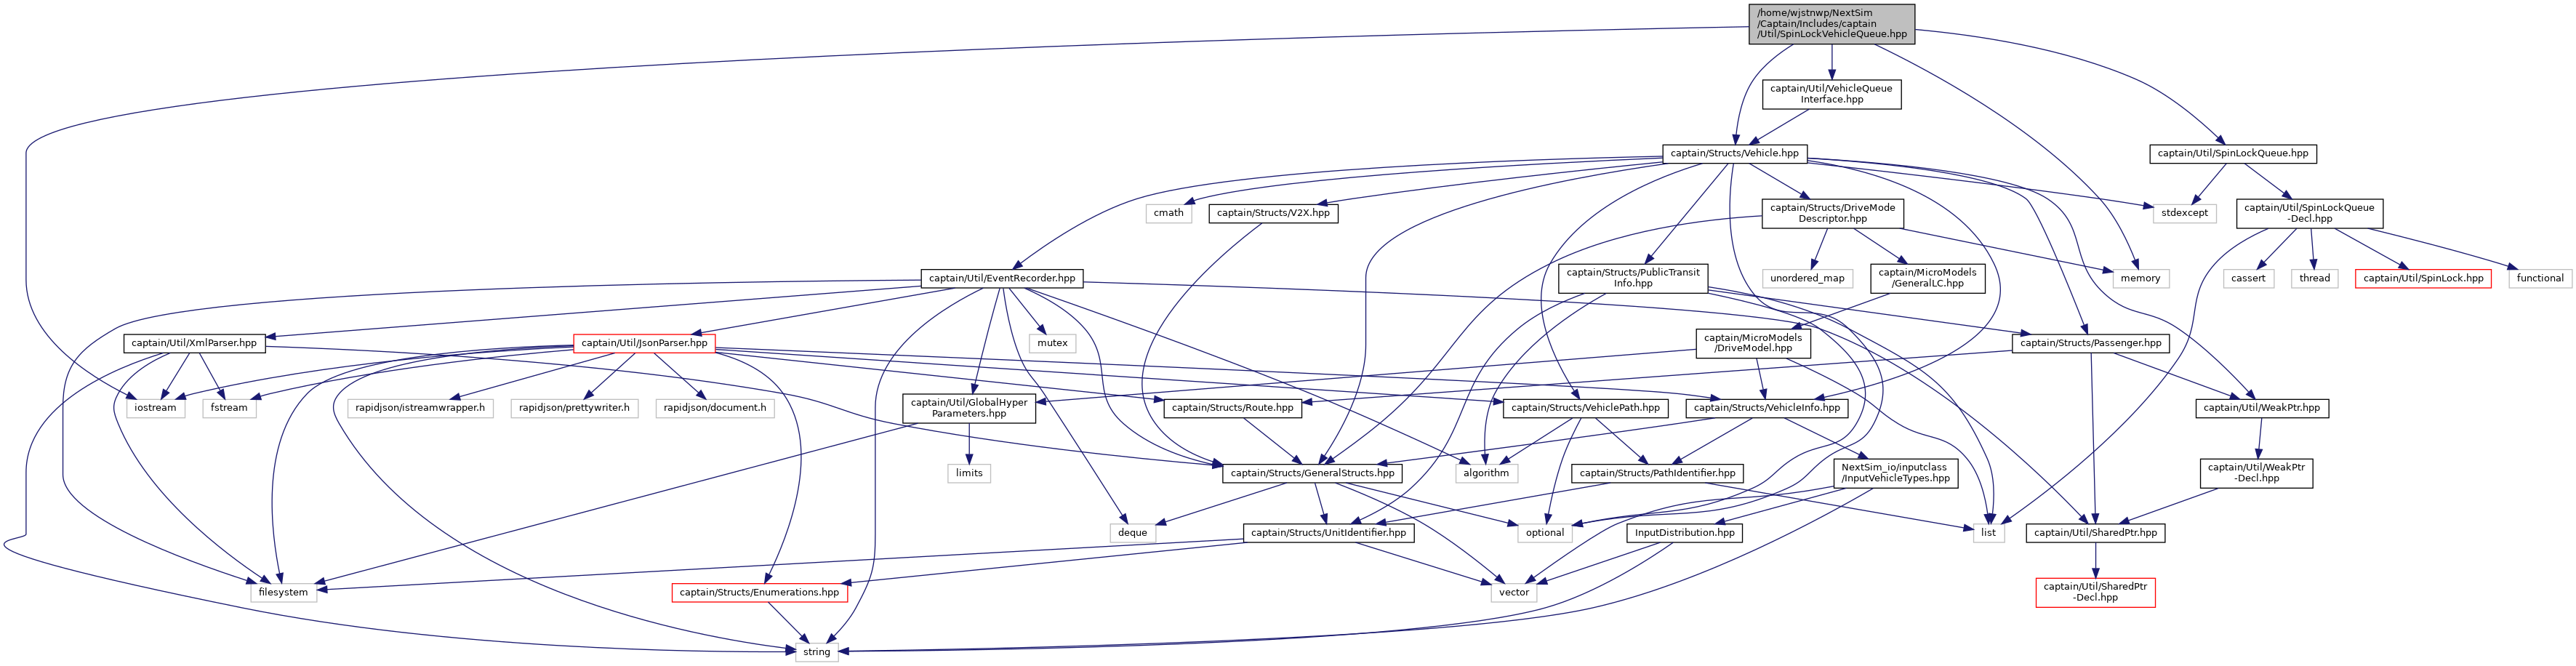 /home/wjstnwp/NextSim
/Captain/Includes/captain
/Util/SpinLockVehicleQueue.hpp
captain/Util/VehicleQueue
Interface.hpp
captain/Structs/Vehicle.hpp
captain/Util/SpinLockQueue.hpp
cmath
captain/Structs/V2X.hpp
captain/Structs/DriveMode
Descriptor.hpp
stdexcept
captain/Util/SpinLockQueue
-Decl.hpp
captain/Util/EventRecorder.hpp
captain/Structs/PublicTransit
Info.hpp
unordered_map
captain/MicroModels
/GeneralLC.hpp
memory
cassert
thread
captain/Util/SpinLock.hpp
functional
captain/Util/XmlParser.hpp
captain/Util/JsonParser.hpp
mutex
captain/MicroModels
/DriveModel.hpp
captain/Structs/Passenger.hpp
iostream
fstream
rapidjson/istreamwrapper.h
rapidjson/prettywriter.h
rapidjson/document.h
captain/Util/GlobalHyper
Parameters.hpp
captain/Structs/Route.hpp
captain/Structs/VehiclePath.hpp
captain/Structs/VehicleInfo.hpp
captain/Util/WeakPtr.hpp
limits
captain/Structs/GeneralStructs.hpp
algorithm
captain/Structs/PathIdentifier.hpp
NextSim_io/inputclass
/InputVehicleTypes.hpp
captain/Util/WeakPtr
-Decl.hpp
deque
captain/Structs/UnitIdentifier.hpp
optional
InputDistribution.hpp
list
captain/Util/SharedPtr.hpp
filesystem
captain/Structs/Enumerations.hpp
vector
captain/Util/SharedPtr
-Decl.hpp
string